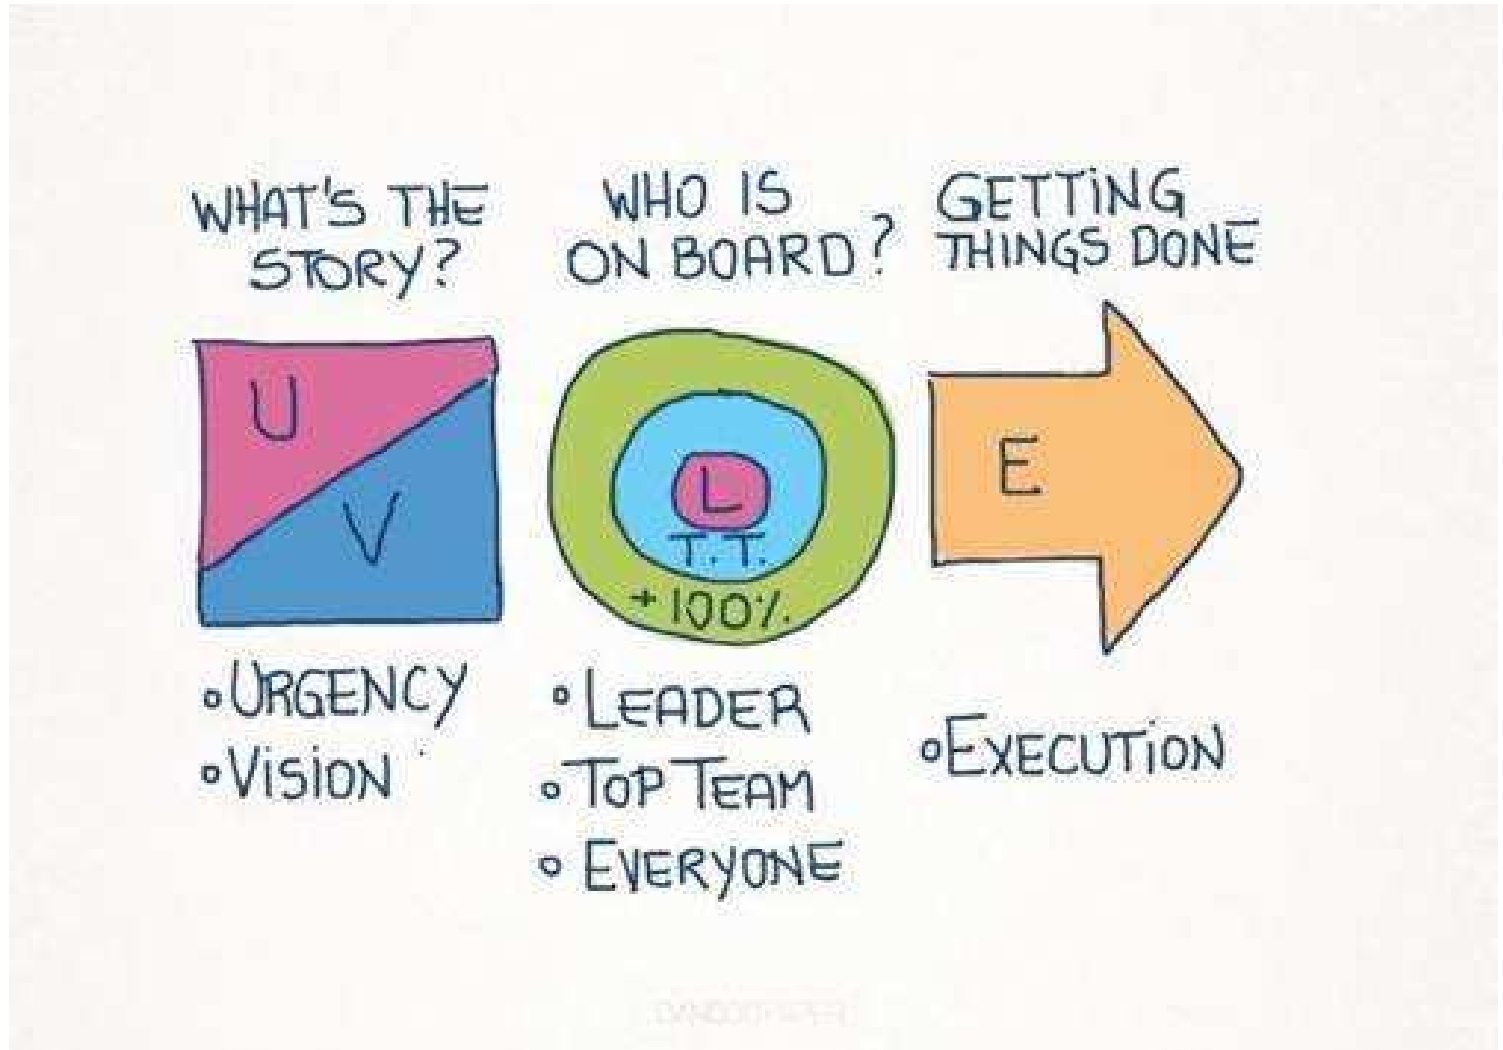 WHAT'S THE
STORY?
U
V
• URGENCY
• VISION
WHO IS
ON BOARD?
L
T.T.
+100%
• LEADER
• TOP TEAM
• EVERYONE
GETTING
THINGS DONE
E
• EXECUTION